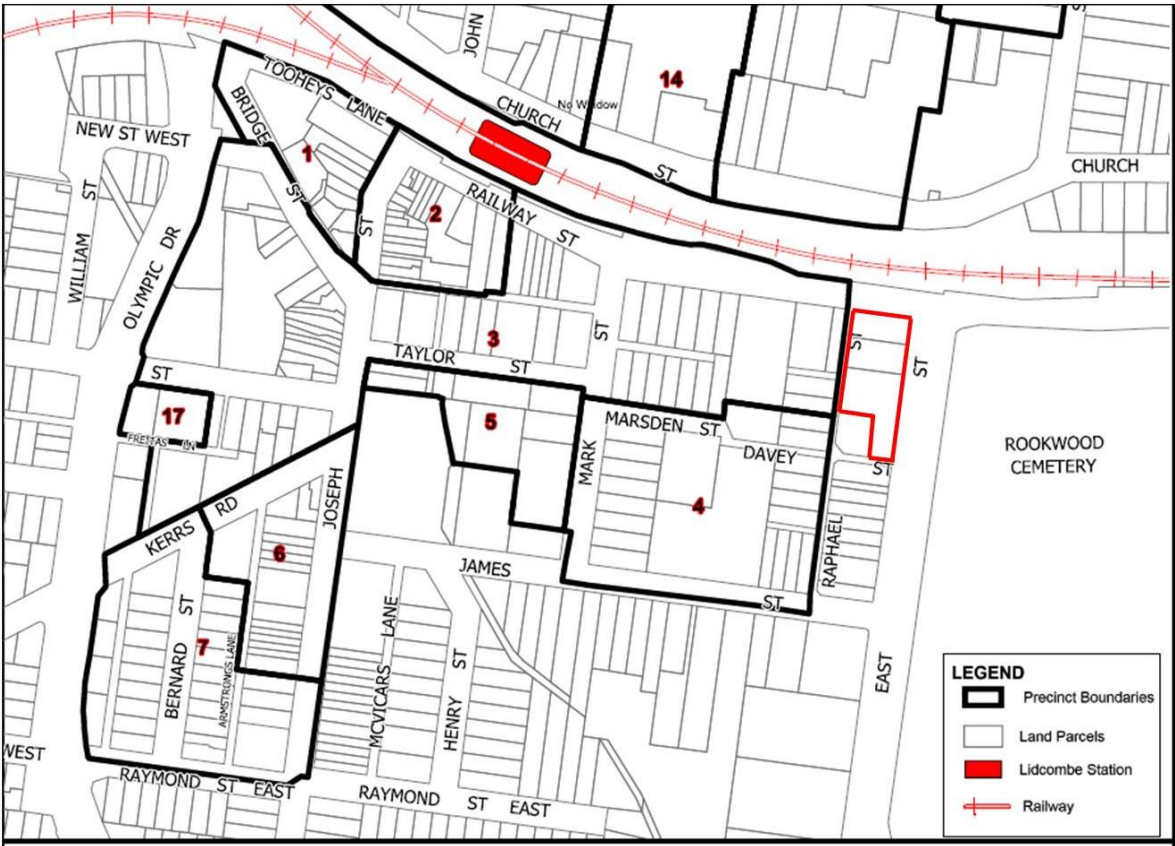 JOHN
ST
14
No Window
CHURCH
ST
CHURCH
TOOHEYS LANE
BRIDGE
ST
NEW ST WEST
1
ST
2
RAILWAY
ST
WILLIAM ST
OLYMPIC DR
3
ST
TAYLOR ST
ST
ST
ST
17
FREITAS LN
5
MARSDEN ST
DAVEY
ST
ROOKWOOD
CEMETERY
MARK
4
JOSEPH
KERRS RD
6
RAPHAEL
JAMES
ST
BERNARD ST
7
ARMSTRONGS LANE
MCVICARS LANE
HENRY ST
EAST
WEST
RAYMOND ST EAST
RAYMOND ST EAST
LEGEND
Precinct Boundaries
Land Parcels
Lidcombe Station
Railway